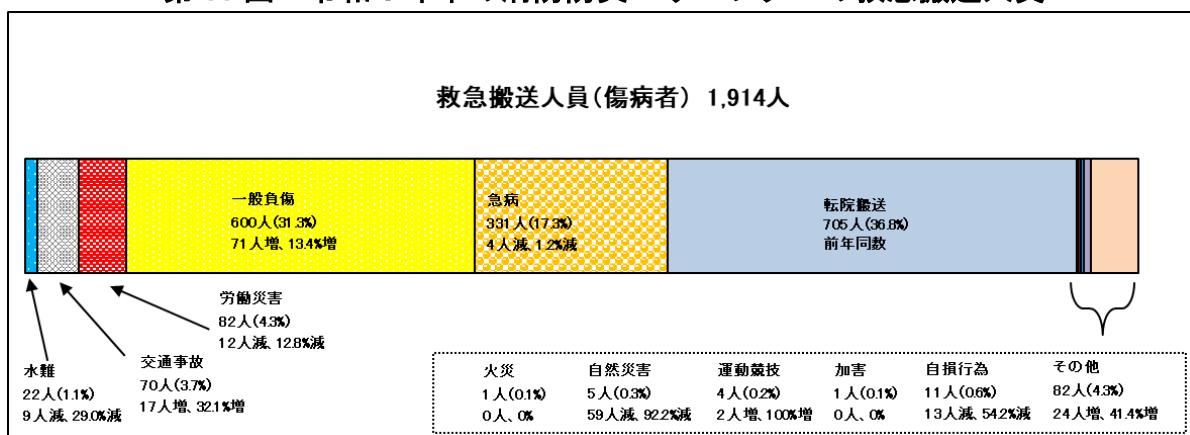 救急搬送人員(傷病者) 1,914人
一般負傷
600人(31.3%)
71人増、13.4%増
急病
331人(17.3%)
4人減、1.2%減
転院搬送
705人(36.8%)
前年同数
労働災害
82人(4.3%)
12人減、12.8%減
交通事故
70人(3.7%)
17人増、32.1%増
水難
22人(1.1%)
9人減、29.0%減
火災
1人(0.1%)
0人、0%
自然災害
5人(0.3%)
59人減、92.2%減
運動競技
4人(0.2%)
2人増、100%増
加害
1人(0.1%)
0人、0%
自損行為
11人(0.6%)
13人減、54.2%減
その他
82人(4.3%)
24人増、41.4%増